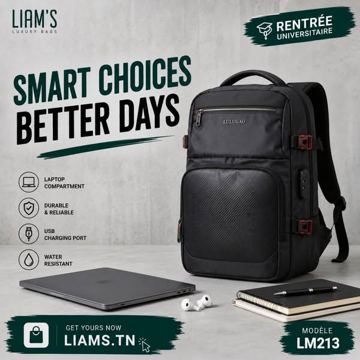 LIAM'S
LUXURY BAGS
RENTRÉE
UNIVERSITAIRE
SMART CHOICES
BETTER DAYS
LAPTOP
COMPARTMENT
DURABLE
& RELIABLE
USB
CHARGING PORT
WATER
RESISTANT
GET YOURS NOW
LIAMS.TN
MODÈLE
LM213